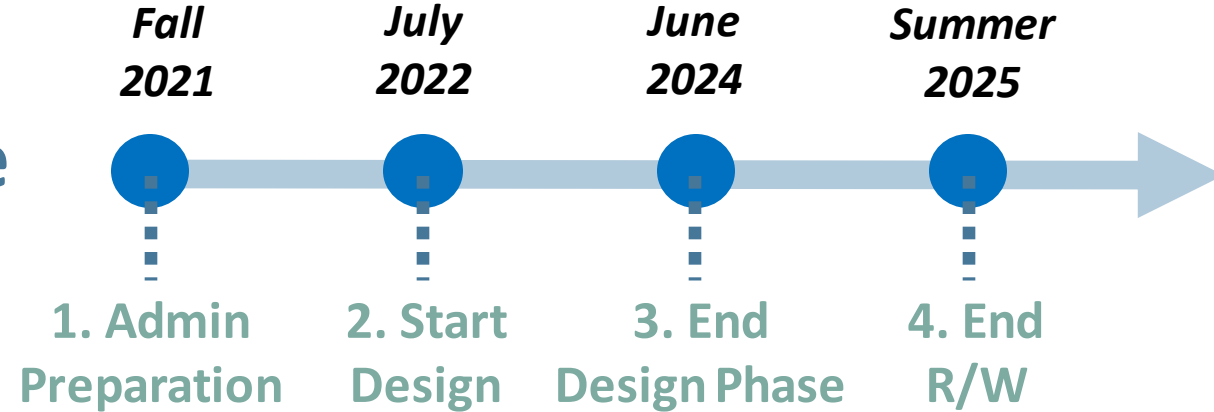 Fall
2021
July
2022
June
2024
Summer
2025
e
1. Admin
Preparation
2. Start
Design
3. End
Design Phase
4. End
R/W